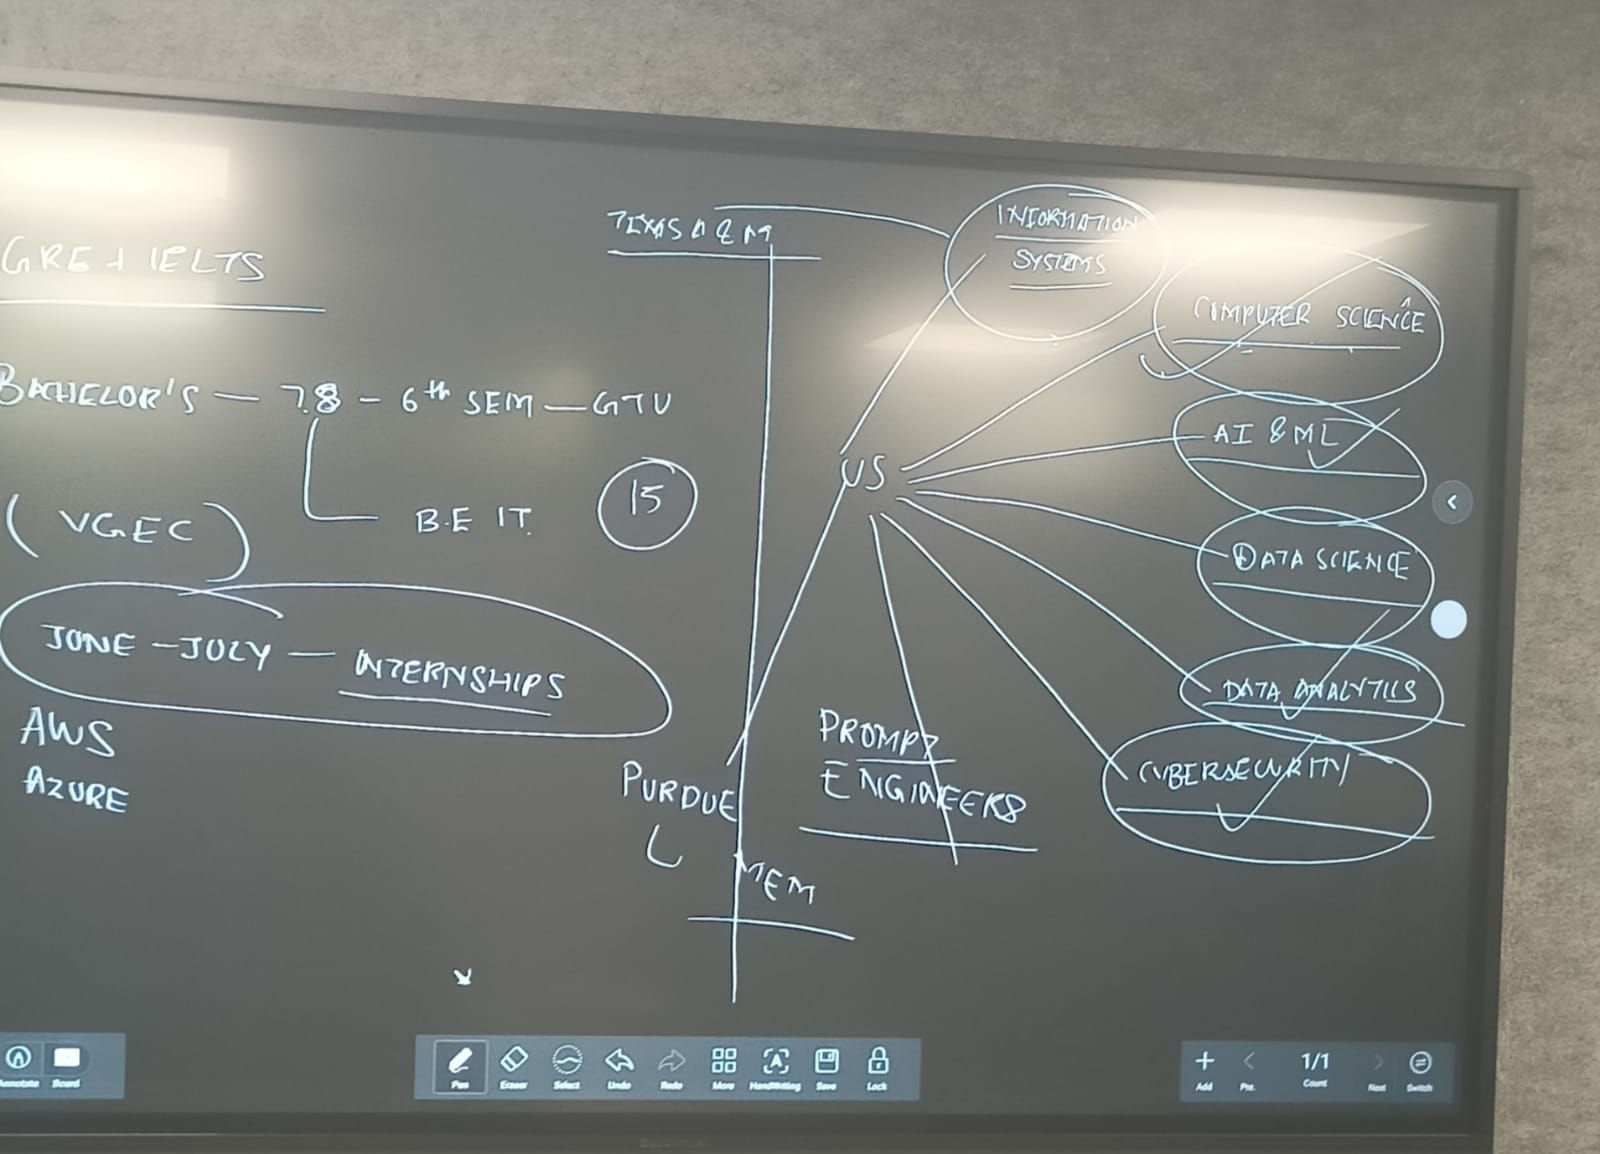 GRE + IELTS
BACHELOR'S — 7.8 — 6th SEM — GTU
B.E IT.
15
(VGEC)
JUNE - JULY — INTERNSHIPS
AWS
AZURE
TEXAS A & M
INFORMATION
SYSTEMS
COMPUTER SCIENCE
AI & ML
US
DATA SCIENCE
DATA ANALYTICS
CYBERSECURITY
PROMPT
ENGINEERS
PURDUE
MEM
Annotate Board
Pen Eraser Select Undo Redo More HandWriting Save Lock
1/1
Add Pre. Count Next Switch